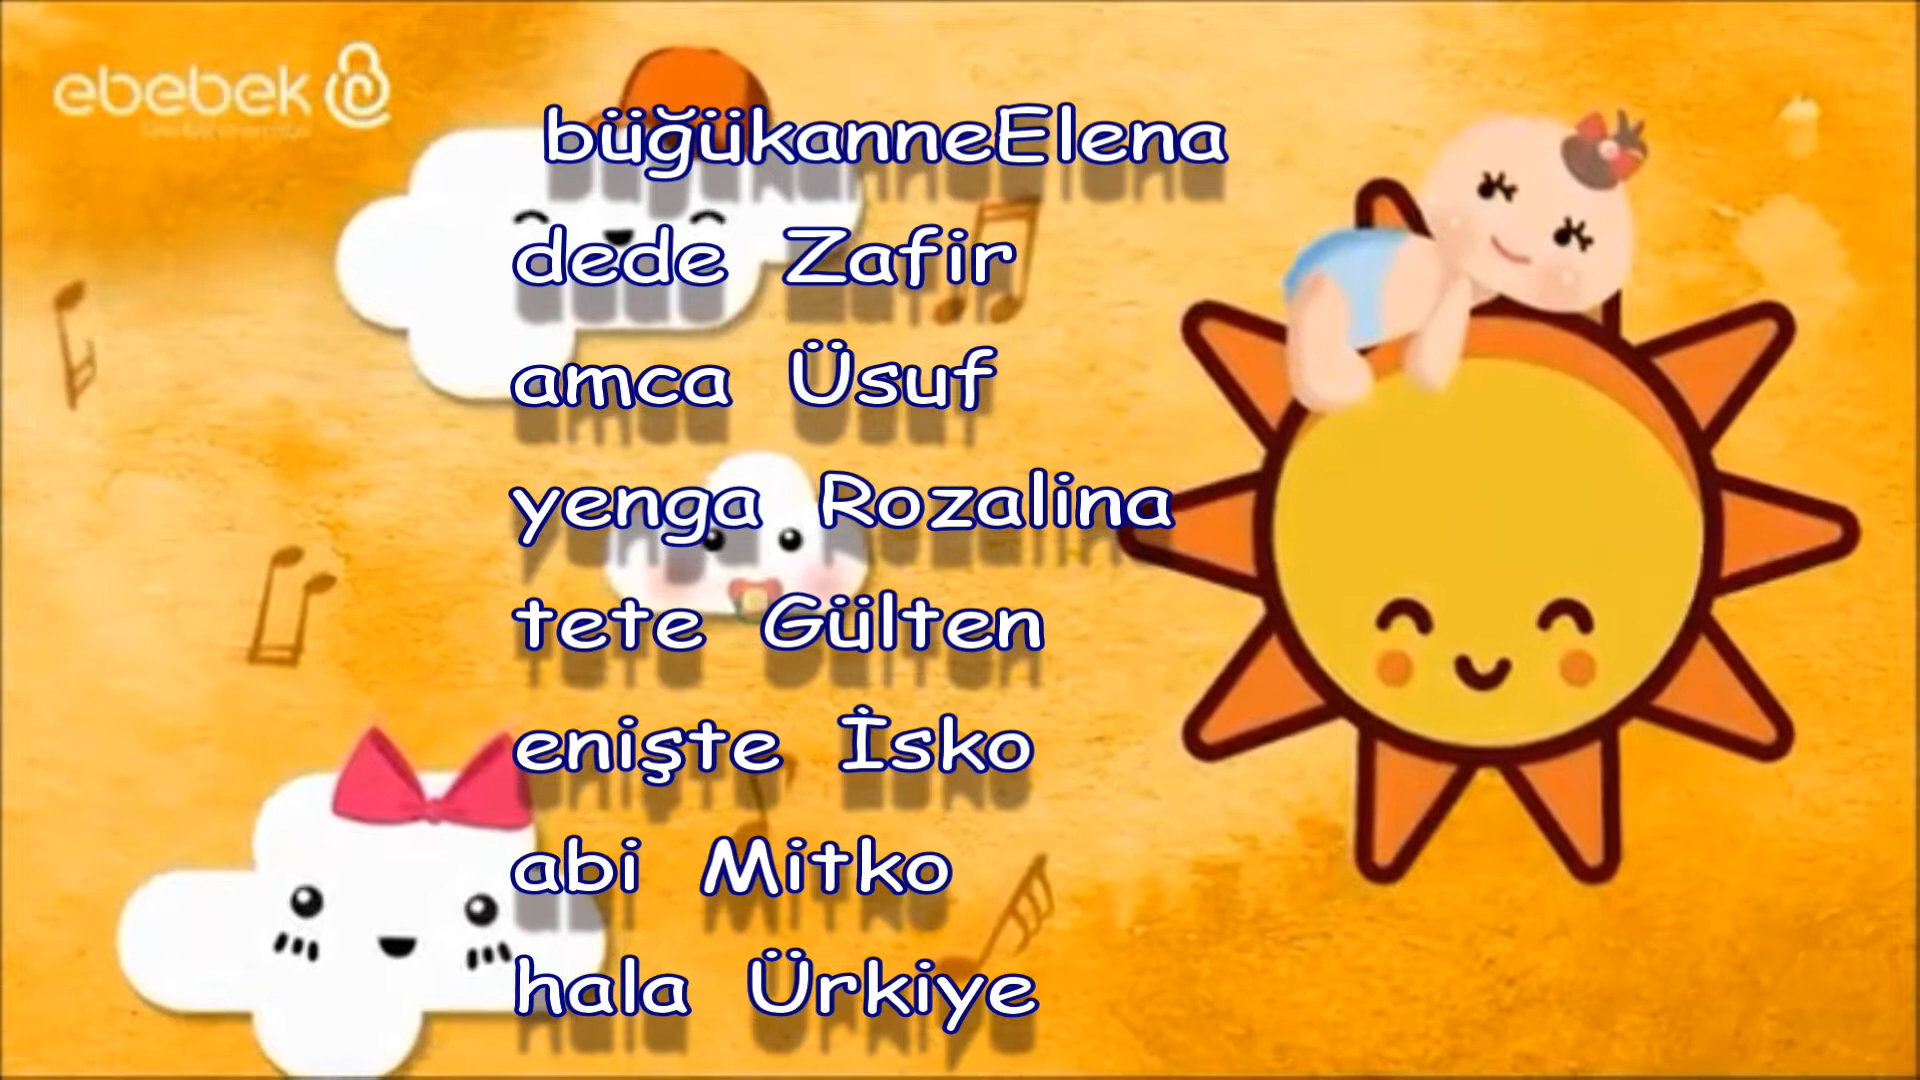 ebebek
büğükanneElena
dede Zafir
amca Üsuf
yenga Rozalina
tete Gülten
enişte İsko
abi Mitko
hala Ürkiye